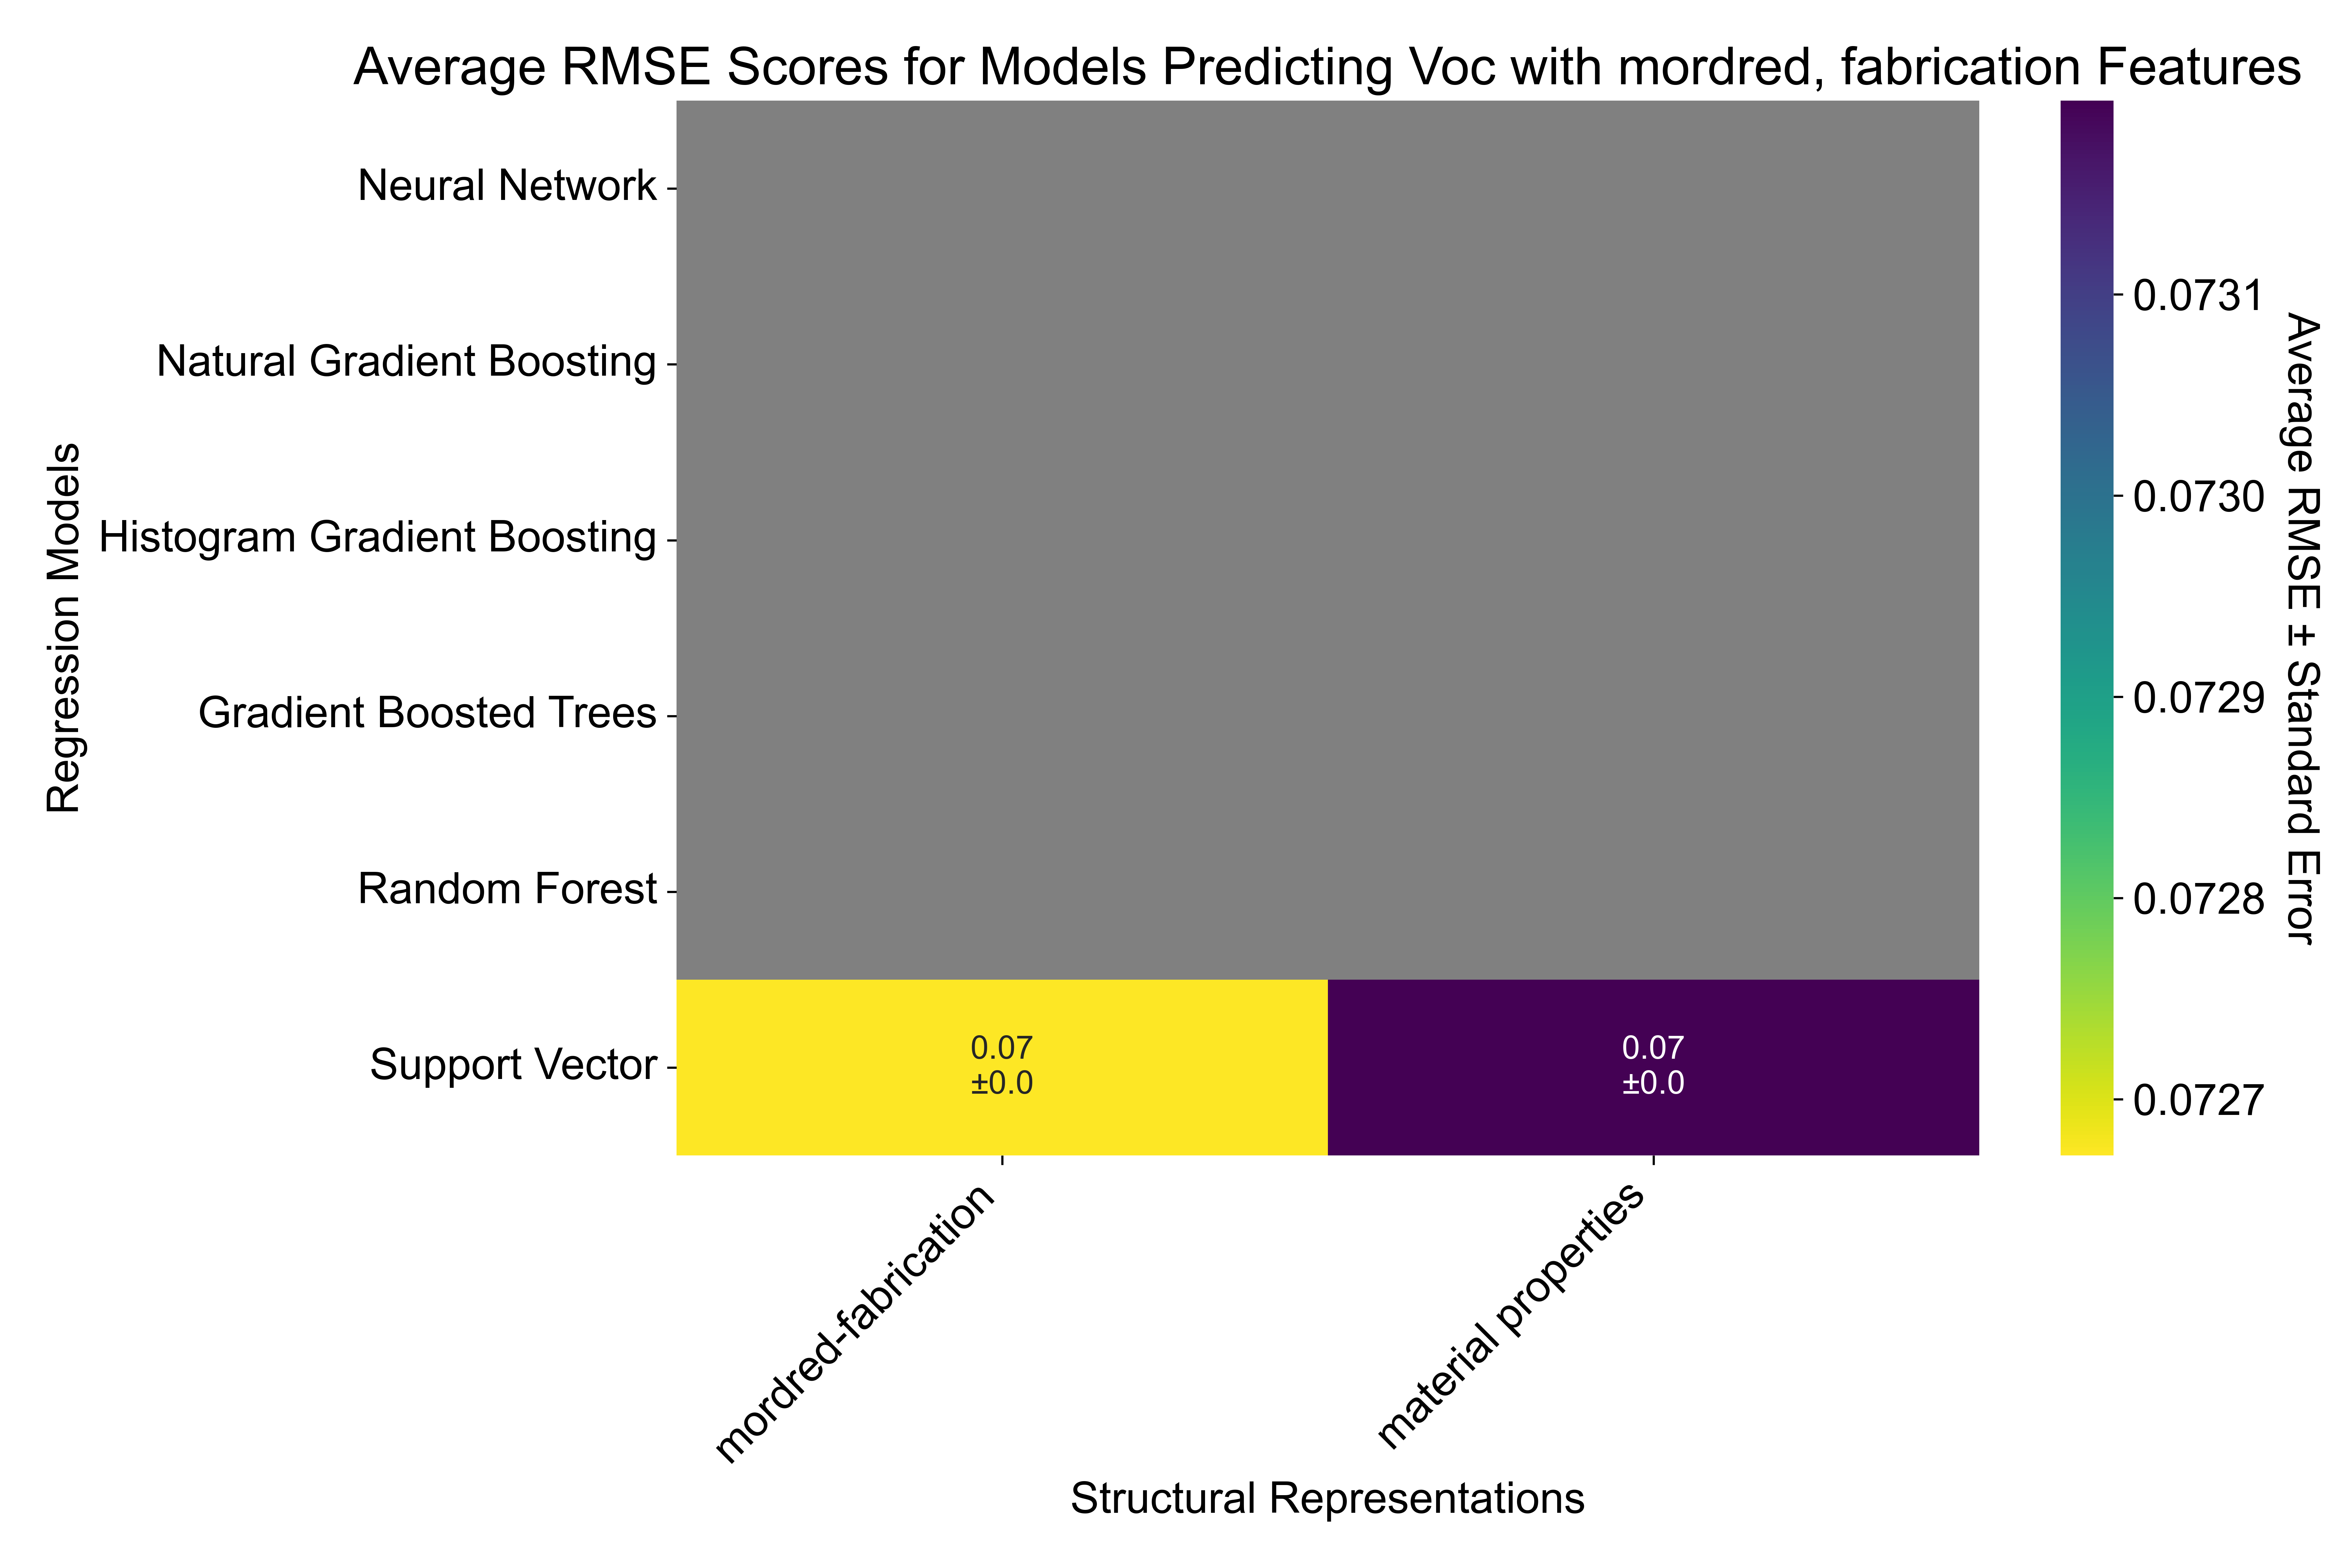 Average RMSE Scores for Models Predicting Voc with mordred, fabrication Features
Regression Models
Neural Network
Natural Gradient Boosting
Histogram Gradient Boosting
Gradient Boosted Trees
Random Forest
Support Vector
0.07
±0.0
0.07
±0.0
mordred-fabrication
material properties
Structural Representations
0.0731
0.0730
0.0729
0.0728
0.0727
Average RMSE ± Standard Error